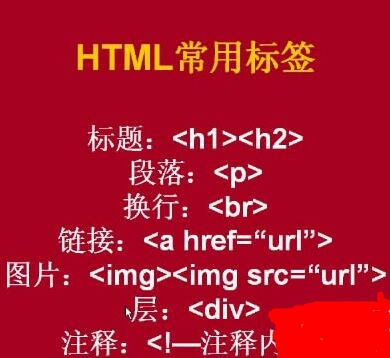 HTML常用标签
标题：<h1><h2>
段落：<p>
换行：<br>
链接：<a href=“url”>
图片：<img><img src=“url”>
层：<div>
注释：<!—注释内